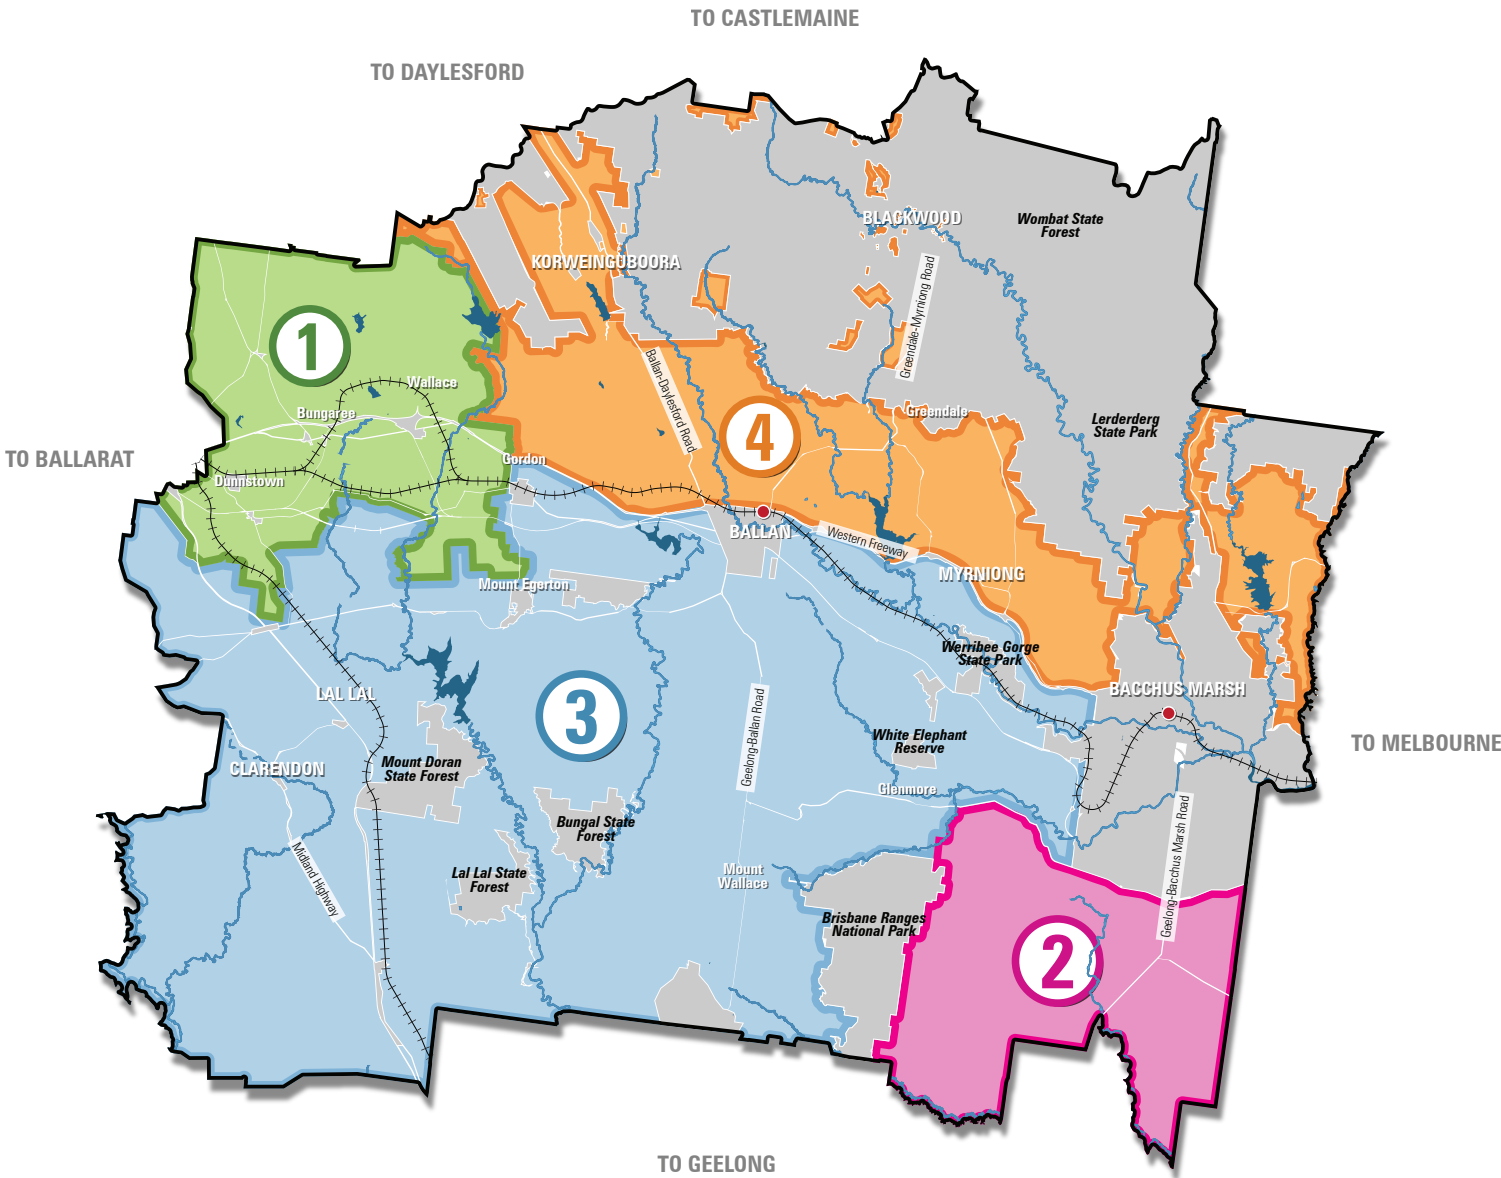 TO CASTLEMAINE
TO DAYLESFORD
BLACKWOOD
Wombat State
Forest
KORWEINGUBOORA
Greendale-Myrniong Road
1
Ballan-Daylesford Road
Wallace
Bungaree
Greendale
4
Lerderderg
State Park
TO BALLARAT
Gordon
Dunnstown
BALLAN
Western Freeway
MYRNIONG
Mount Egerton
Werribee Gorge
State Park
LAL LAL
BACCHUS MARSH
3
Geelong-Ballan Road
White Elephant
Reserve
TO MELBOURNE
CLARENDON
Mount Doran
State Forest
Glenmore
Bungal State
Forest
Geelong-Bacchus Marsh Road
Midland Highway
Lal Lal State
Forest
Mount
Wallace
Brisbane Ranges
National Park
2
TO GEELONG